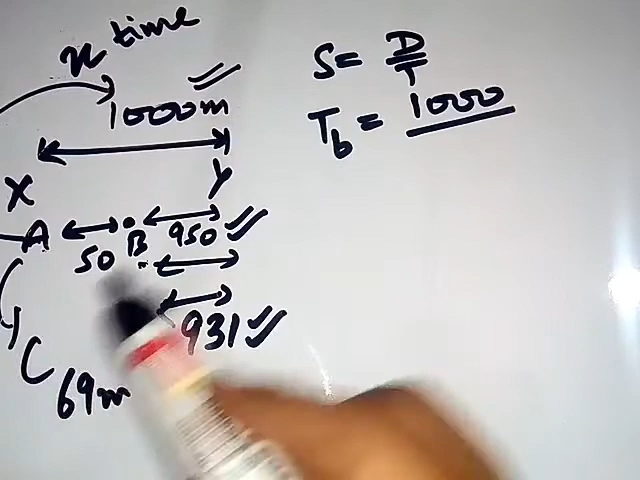 x time
1000m
X Y
A 50 B 950
931
C 69m
S = D/T
T_b = 1000